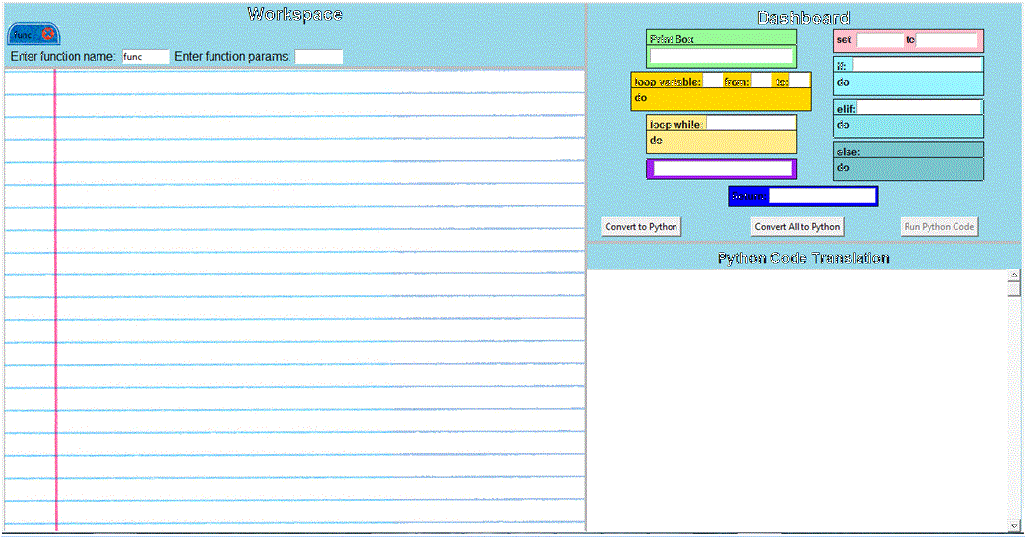 Workspace
func
Enter function name: func Enter function params:
Dashboard
Print Box
set to
loop variable: from: to:
do
if:
do
loop while:
do
elif:
do
else:
do
Convert to Python Convert All to Python Run Python Code
Python Code Translation